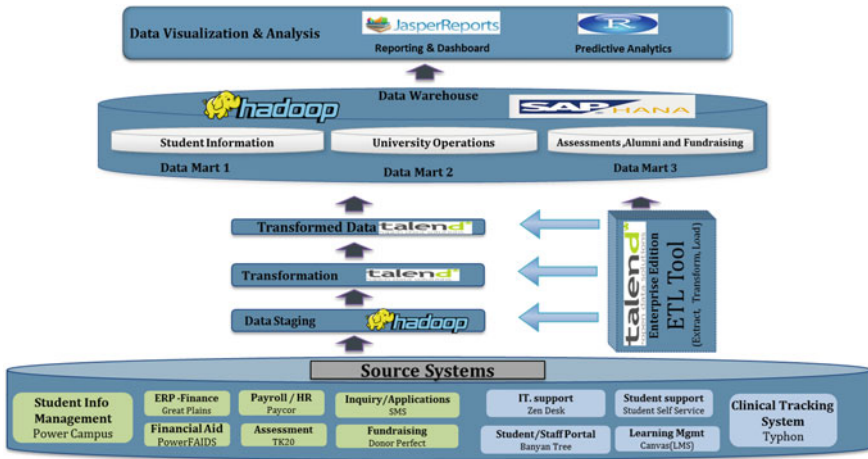 Data Visualization & Analysis
JasperReports
Reporting & Dashboard
R
Predictive Analytics
Data Warehouse
hadoop
SAP HANA
Student Information
University Operations
Assessments ,Alumni and Fundraising
Data Mart 1
Data Mart 2
Data Mart 3
Transformed Data
talend
Transformation
talend
Data Staging
hadoop
talend
Enterprise Edition
ETL Tool
(Extract, Transform, Load)
Source Systems
Student Info
Management
Power Campus
ERP -Finance
Great Plains
Payroll / HR
Paycor
Inquiry/Applications
SMS
Financial Aid
PowerFAIDS
Assessment
TK20
Fundraising
Donor Perfect
IT. support
Zen Desk
Student support
Student Self Service
Student/Staff Portal
Banyan Tree
Learning Mgmt
Canvas(LMS)
Clinical Tracking
System
Typhon